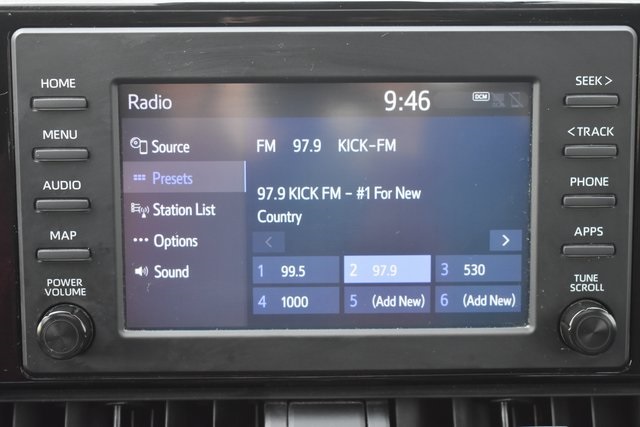 HOME
MENU
AUDIO
MAP
POWER
VOLUME
Radio
9:46
DCM
Source
Presets
Station List
Options
Sound
FM 97.9 KICK-FM
97.9 KICK FM - #1 For New
Country
<
>
1 99.5
2 97.9
3 530
4 1000
5 (Add New)
6 (Add New)
SEEK >
< TRACK
PHONE
APPS
TUNE
SCROLL